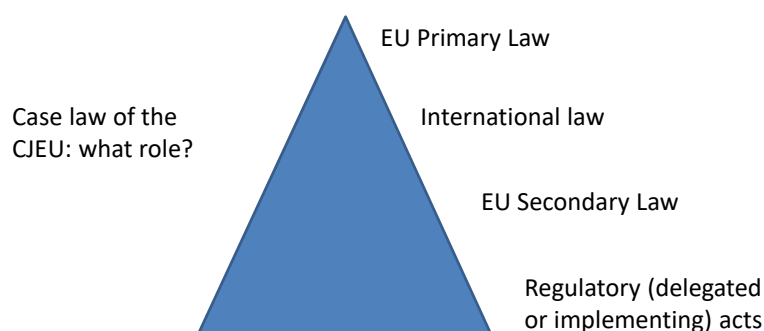 EU Primary Law
Case law of the
CJEU: what role?
International law
EU Secondary Law
Regulatory (delegated
or implementing) acts